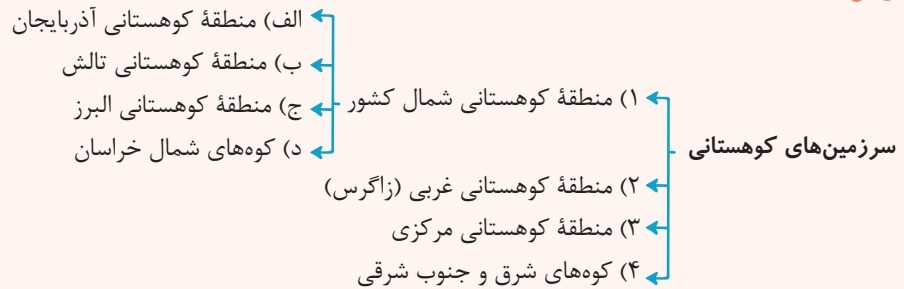 سرزمین‌های کوهستانی
۱) منطقهٔ کوهستانی شمال کشور
الف) منطقهٔ کوهستانی آذربایجان
ب) منطقهٔ کوهستانی تالش
ج) منطقهٔ کوهستانی البرز
د) کوه‌های شمال خراسان
۲) منطقهٔ کوهستانی غربی (زاگرس)
۳) منطقهٔ کوهستانی مرکزی
۴) کوه‌های شرق و جنوب شرقی